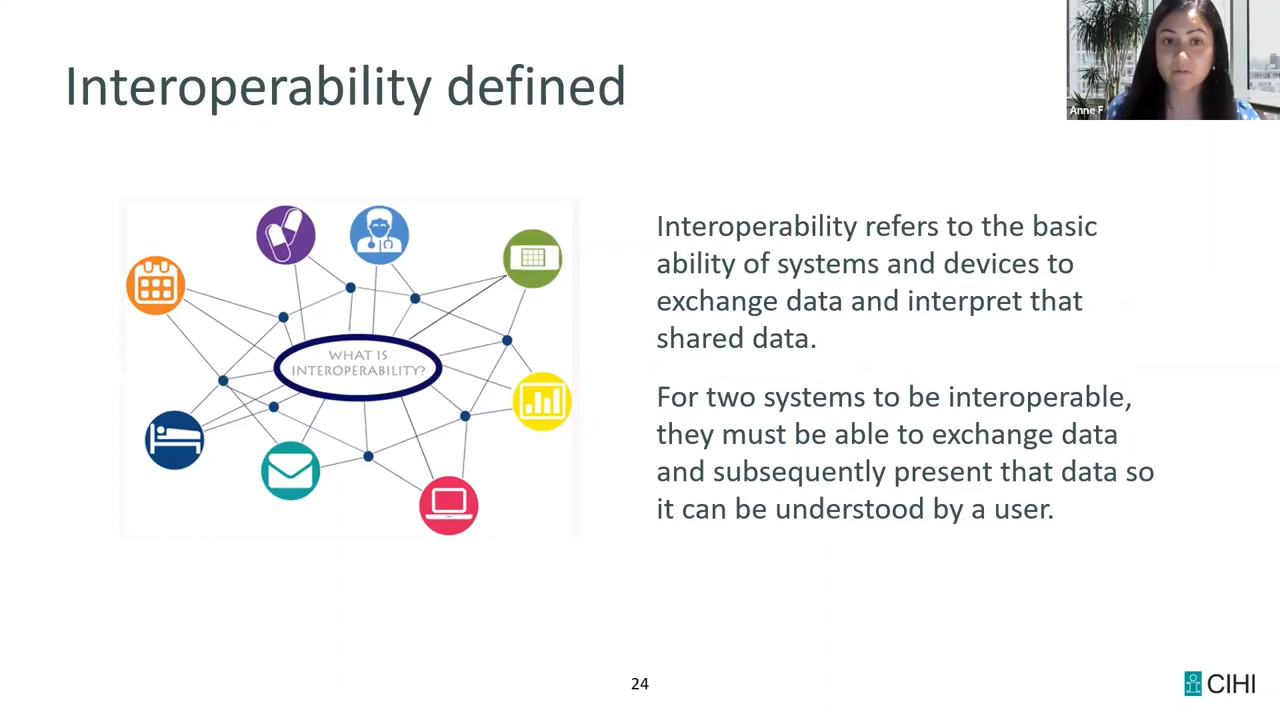 Interoperability defined
Anne F
WHAT IS
INTEROPERABILITY?
Interoperability refers to the basic
ability of systems and devices to
exchange data and interpret that
shared data.
For two systems to be interoperable,
they must be able to exchange data
and subsequently present that data so
it can be understood by a user.
24
CIHI